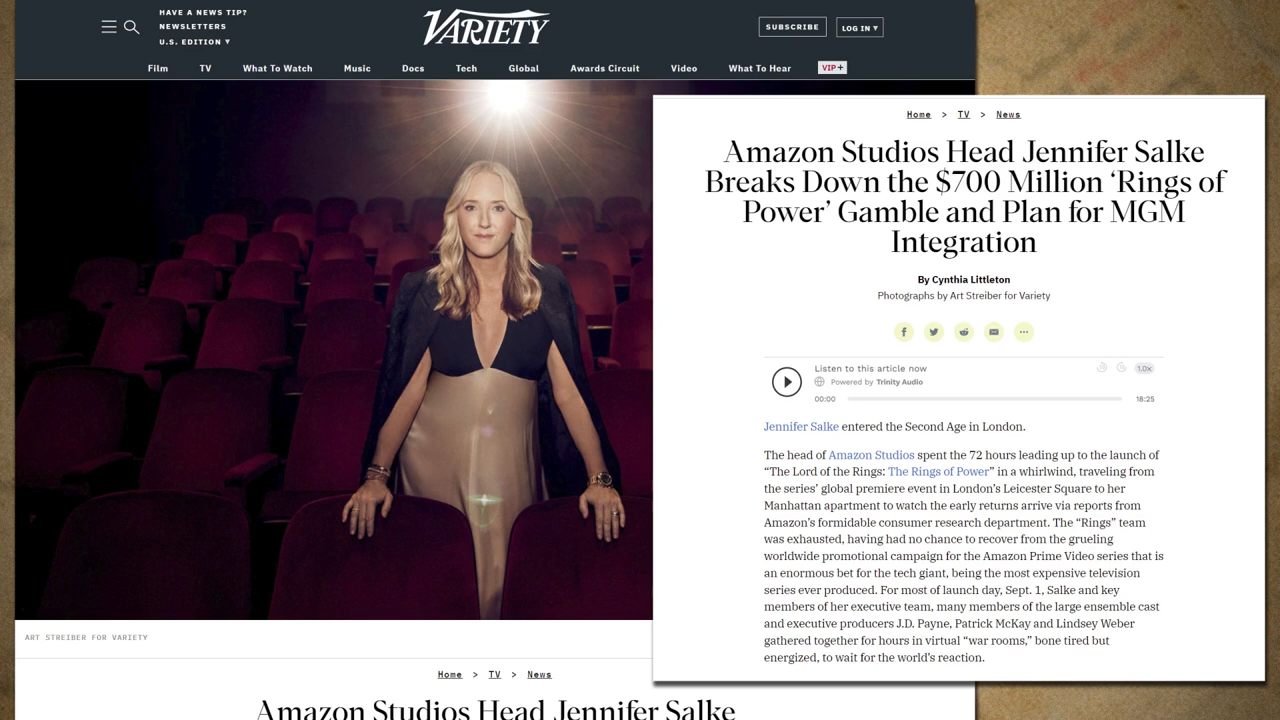 HAVE A NEWS TIP?
NEWSLETTERS
U.S. EDITION ▼
VARIETY
SUBSCRIBE
LOG IN ▼
Film TV What To Watch Music Docs Tech Global Awards Circuit Video What To Hear VIP+
Home > TV > News
Amazon Studios Head Jennifer Salke
Breaks Down the $700 Million ‘Rings of
Power’ Gamble and Plan for MGM
Integration
By Cynthia Littleton
Photographs by Art Streiber for Variety
Listen to this article now
1.0x
Powered by Trinity Audio
00:00
18:25
Jennifer Salke entered the Second Age in London.
The head of Amazon Studios spent the 72 hours leading up to the launch of
“The Lord of the Rings: The Rings of Power” in a whirlwind, traveling from
the series’ global premiere event in London’s Leicester Square to her
Manhattan apartment to watch the early returns arrive via reports from
Amazon’s formidable consumer research department. The “Rings” team
was exhausted, having had no chance to recover from the grueling
worldwide promotional campaign for the Amazon Prime Video series that is
an enormous bet for the tech giant, being the most expensive television
series ever produced. For most of launch day, Sept. 1, Salke and key
members of her executive team, many members of the large ensemble cast
and executive producers J.D. Payne, Patrick McKay and Lindsey Weber
gathered together for hours in virtual “war rooms,” bone tired but
energized, to wait for the world’s reaction.
ART STREIBER FOR VARIETY
Home > TV > News
Amazon Studios Head Jennifer Salke